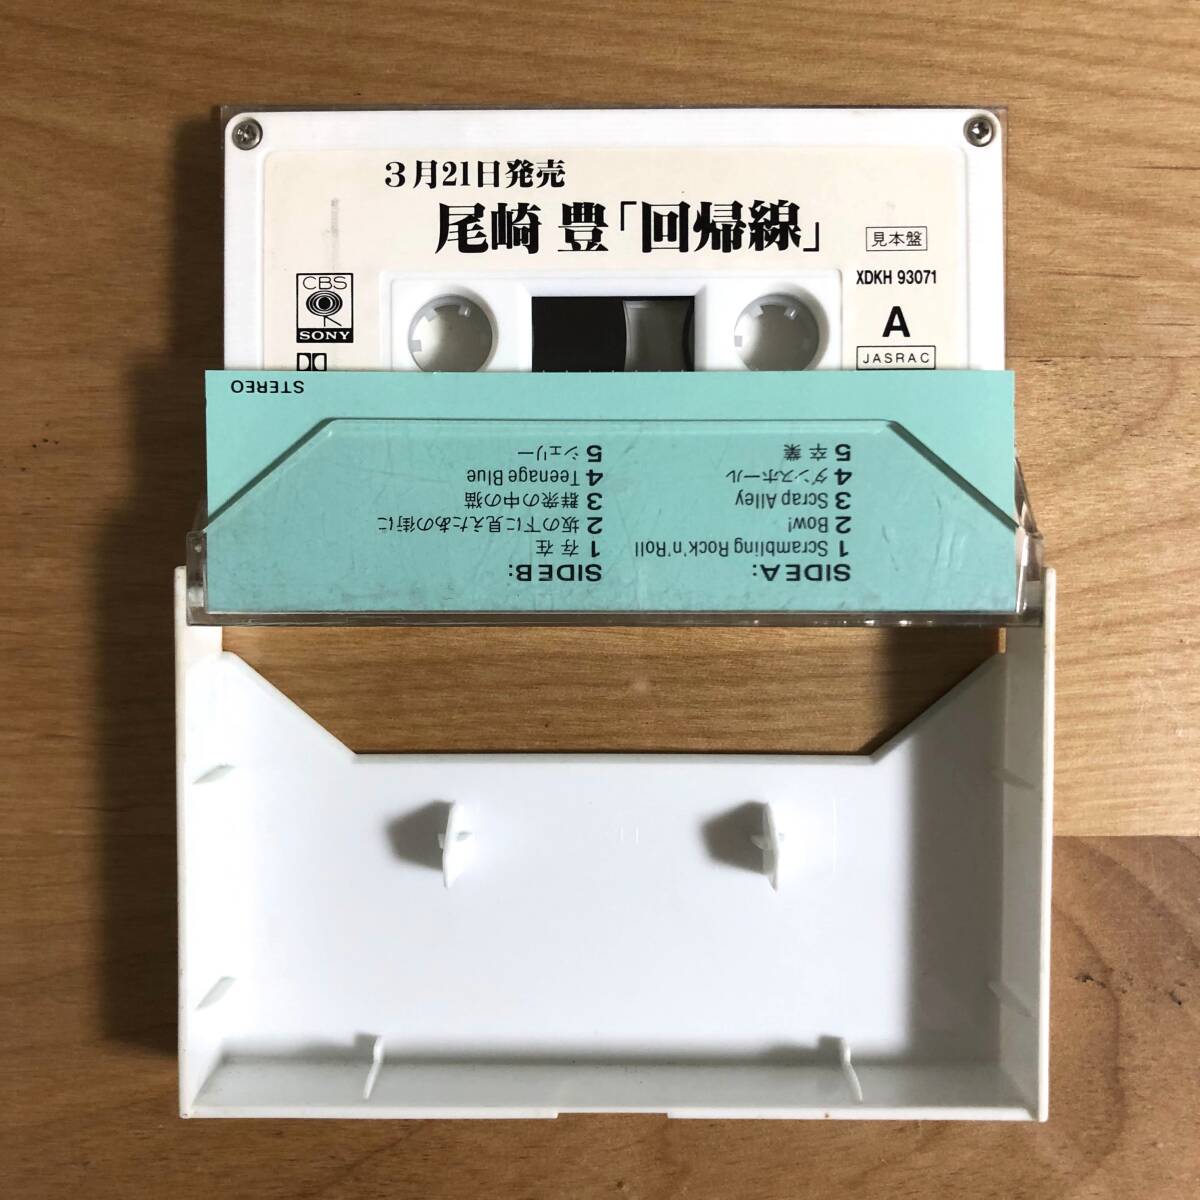 3月21日発売
尾崎 豊「回帰線」
見本盤
CBS
SONY
XDKH 93071
A
JASRAC
STEREO
SIDE A:
1 Scrambling Rock'n'Roll
2 Bow!
3 Scrap Alley
4 ダンスホール
5 卒業
SIDE B:
1 存在
2 坂の下に見えたあの街に
3 群衆の中の猫
4 Teenage Blue
5 シェリー